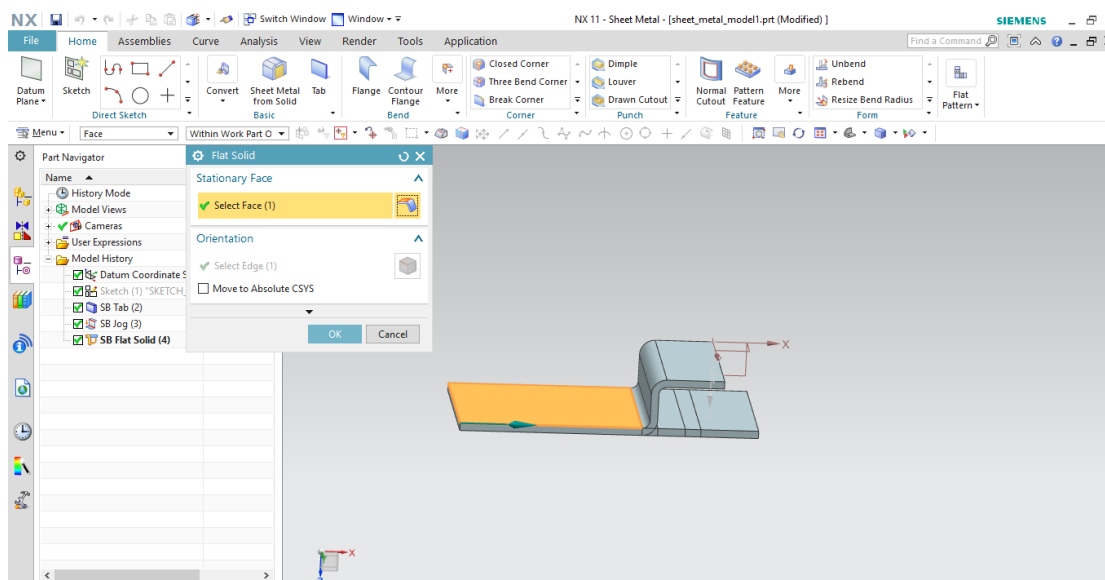 NX Switch Window Window NX 11 - Sheet Metal - [sheet_metal_model1.prt (Modified) ] SIEMENS
File Home Assemblies Curve Analysis View Render Tools Application Find a Command
Datum Plane
Sketch
Direct Sketch
Convert
Sheet Metal from Solid
Tab
Basic
Flange
Contour Flange
More
Bend
Closed Corner
Three Bend Corner
Break Corner
Corner
Dimple
Louver
Drawn Cutout
Punch
Normal Cutout
Pattern Feature
More
Feature
Unbend
Rebend
Resize Bend Radius
Form
Flat Pattern
Menu Face Within Work Part O
Part Navigator
Name
History Mode
Model Views
Cameras
User Expressions
Model History
Datum Coordinate S
Sketch (1) "SKETCH_
SB Tab (2)
SB Jog (3)
SB Flat Solid (4)
Flat Solid
Stationary Face
Select Face (1)
Orientation
Select Edge (1)
Move to Absolute CSYS
OK Cancel
X
X